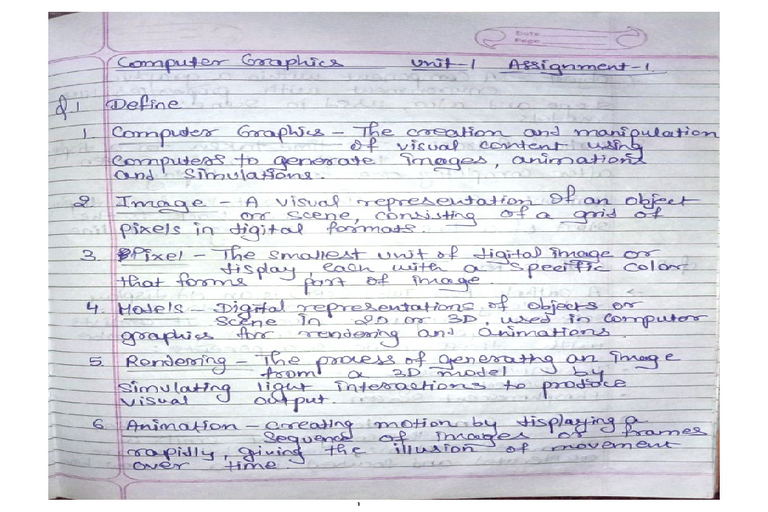 Date
Page
Computer Graphics Unit-1 Assignment-1.
Q.1 Define
1 Computer Graphics - The creation and manipulation
of visual content using
computers to generate images, animations
and simulations.
2 Image - A visual representation of an object
or scene, consisting of a grid of
pixels in digital formats.
3. Pixel - The smallest unit of digital image or
display, each with a specific color
that forms part of image.
4. Models - Digital representations of objects or
scene in 2D or 3D, used in computer
graphics for rendering and animations.
5. Rendering - The process of generating an image
from a 3D model by
simulating light interactions to produce
visual output.
6 Animation - creating motion by displaying a
sequence of images or frames
rapidly, giving the illusion of movement
over time.